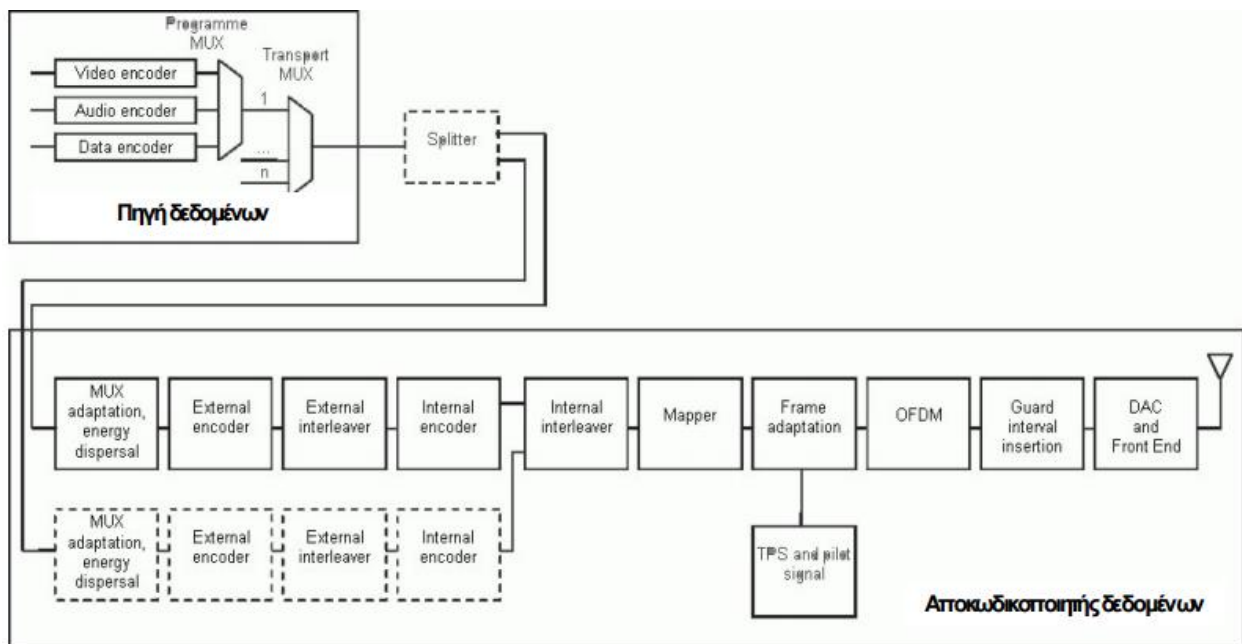 Programme
MUX
Transport
MUX
Video encoder
Audio encoder
Data encoder
1
...
n
Πηγή δεδομένων
Splitter
MUX
adaptation,
energy
dispersal
External
encoder
External
interleaver
Internal
encoder
Internal
interleaver
Mapper
Frame
adaptation
OFDM
Guard
interval
insertion
DAC
and
Front End
MUX
adaptation,
energy
dispersal
External
encoder
External
interleaver
Internal
encoder
TPS and pilot
signal
Αποκωδικοποιητής δεδομένων